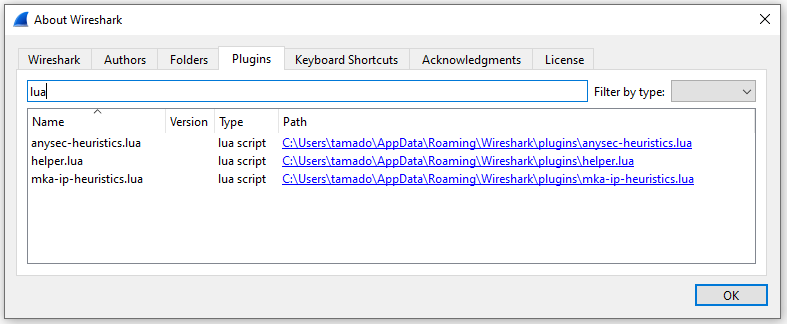 About Wireshark
Wireshark Authors Folders Plugins Keyboard Shortcuts Acknowledgments License
lua Filter by type:
Name Version Type Path
anysec-heuristics.lua lua script C:\Users\tamado\AppData\Roaming\Wireshark\plugins\anysec-heuristics.lua
helper.lua lua script C:\Users\tamado\AppData\Roaming\Wireshark\plugins\helper.lua
mka-ip-heuristics.lua lua script C:\Users\tamado\AppData\Roaming\Wireshark\plugins\mka-ip-heuristics.lua
OK